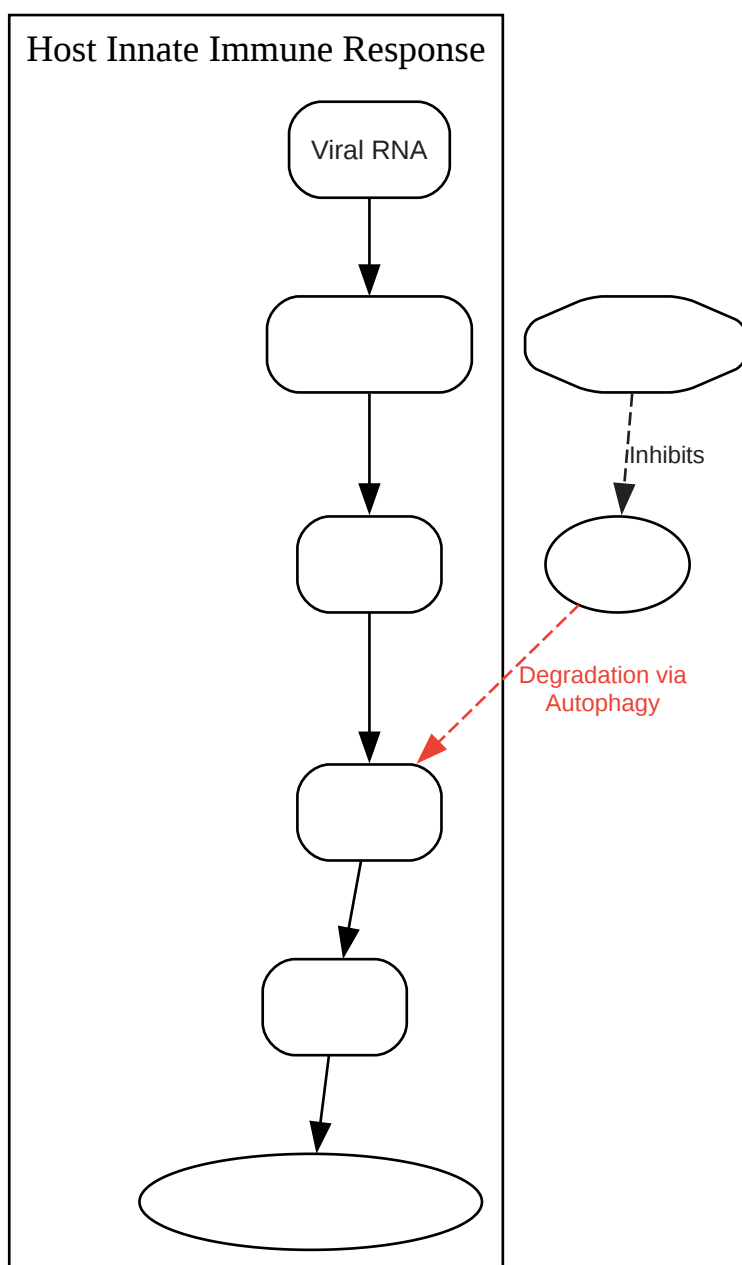 Host Innate Immune Response
Viral RNA
Inhibits
Degradation via
Autophagy